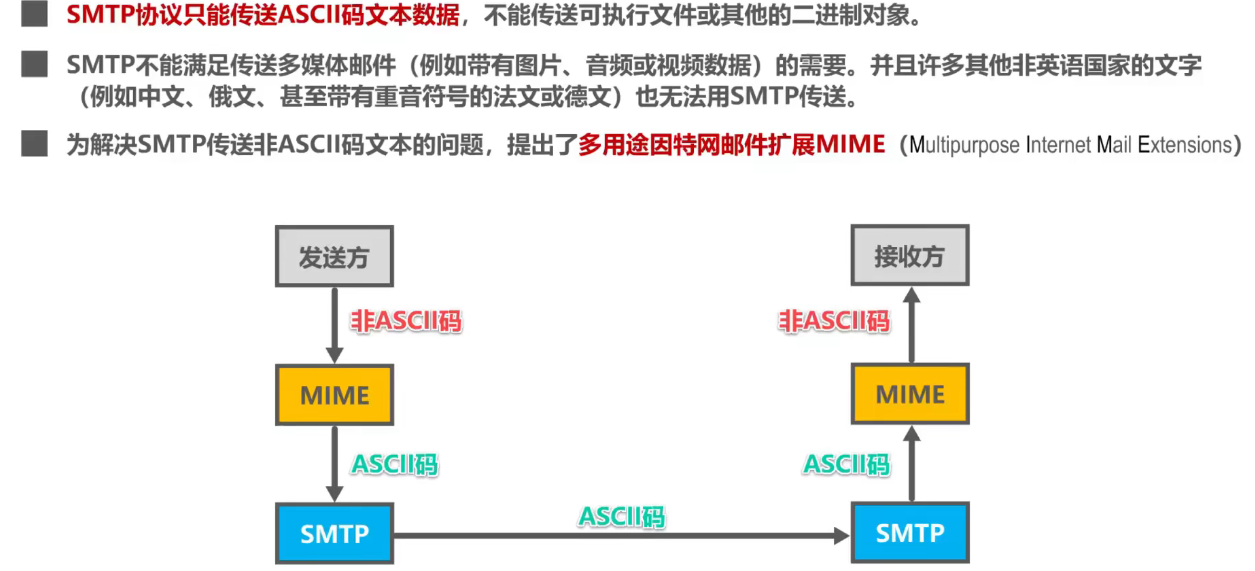 SMTP协议只能传送ASCII码文本数据，不能传送可执行文件或其他的二进制对象。
SMTP不能满足传送多媒体邮件（例如带有图片、音频或视频数据）的需要。并且许多其他非英语国家的文字
（例如中文、俄文、甚至带有重音符号的法文或德文）也无法用SMTP传送。
为解决SMTP传送非ASCII码文本的问题，提出了多用途因特网邮件扩展MIME（Multipurpose Internet Mail Extensions）
发送方
接收方
非ASCII码
非ASCII码
MIME
MIME
ASCII码
ASCII码
ASCII码
SMTP
SMTP